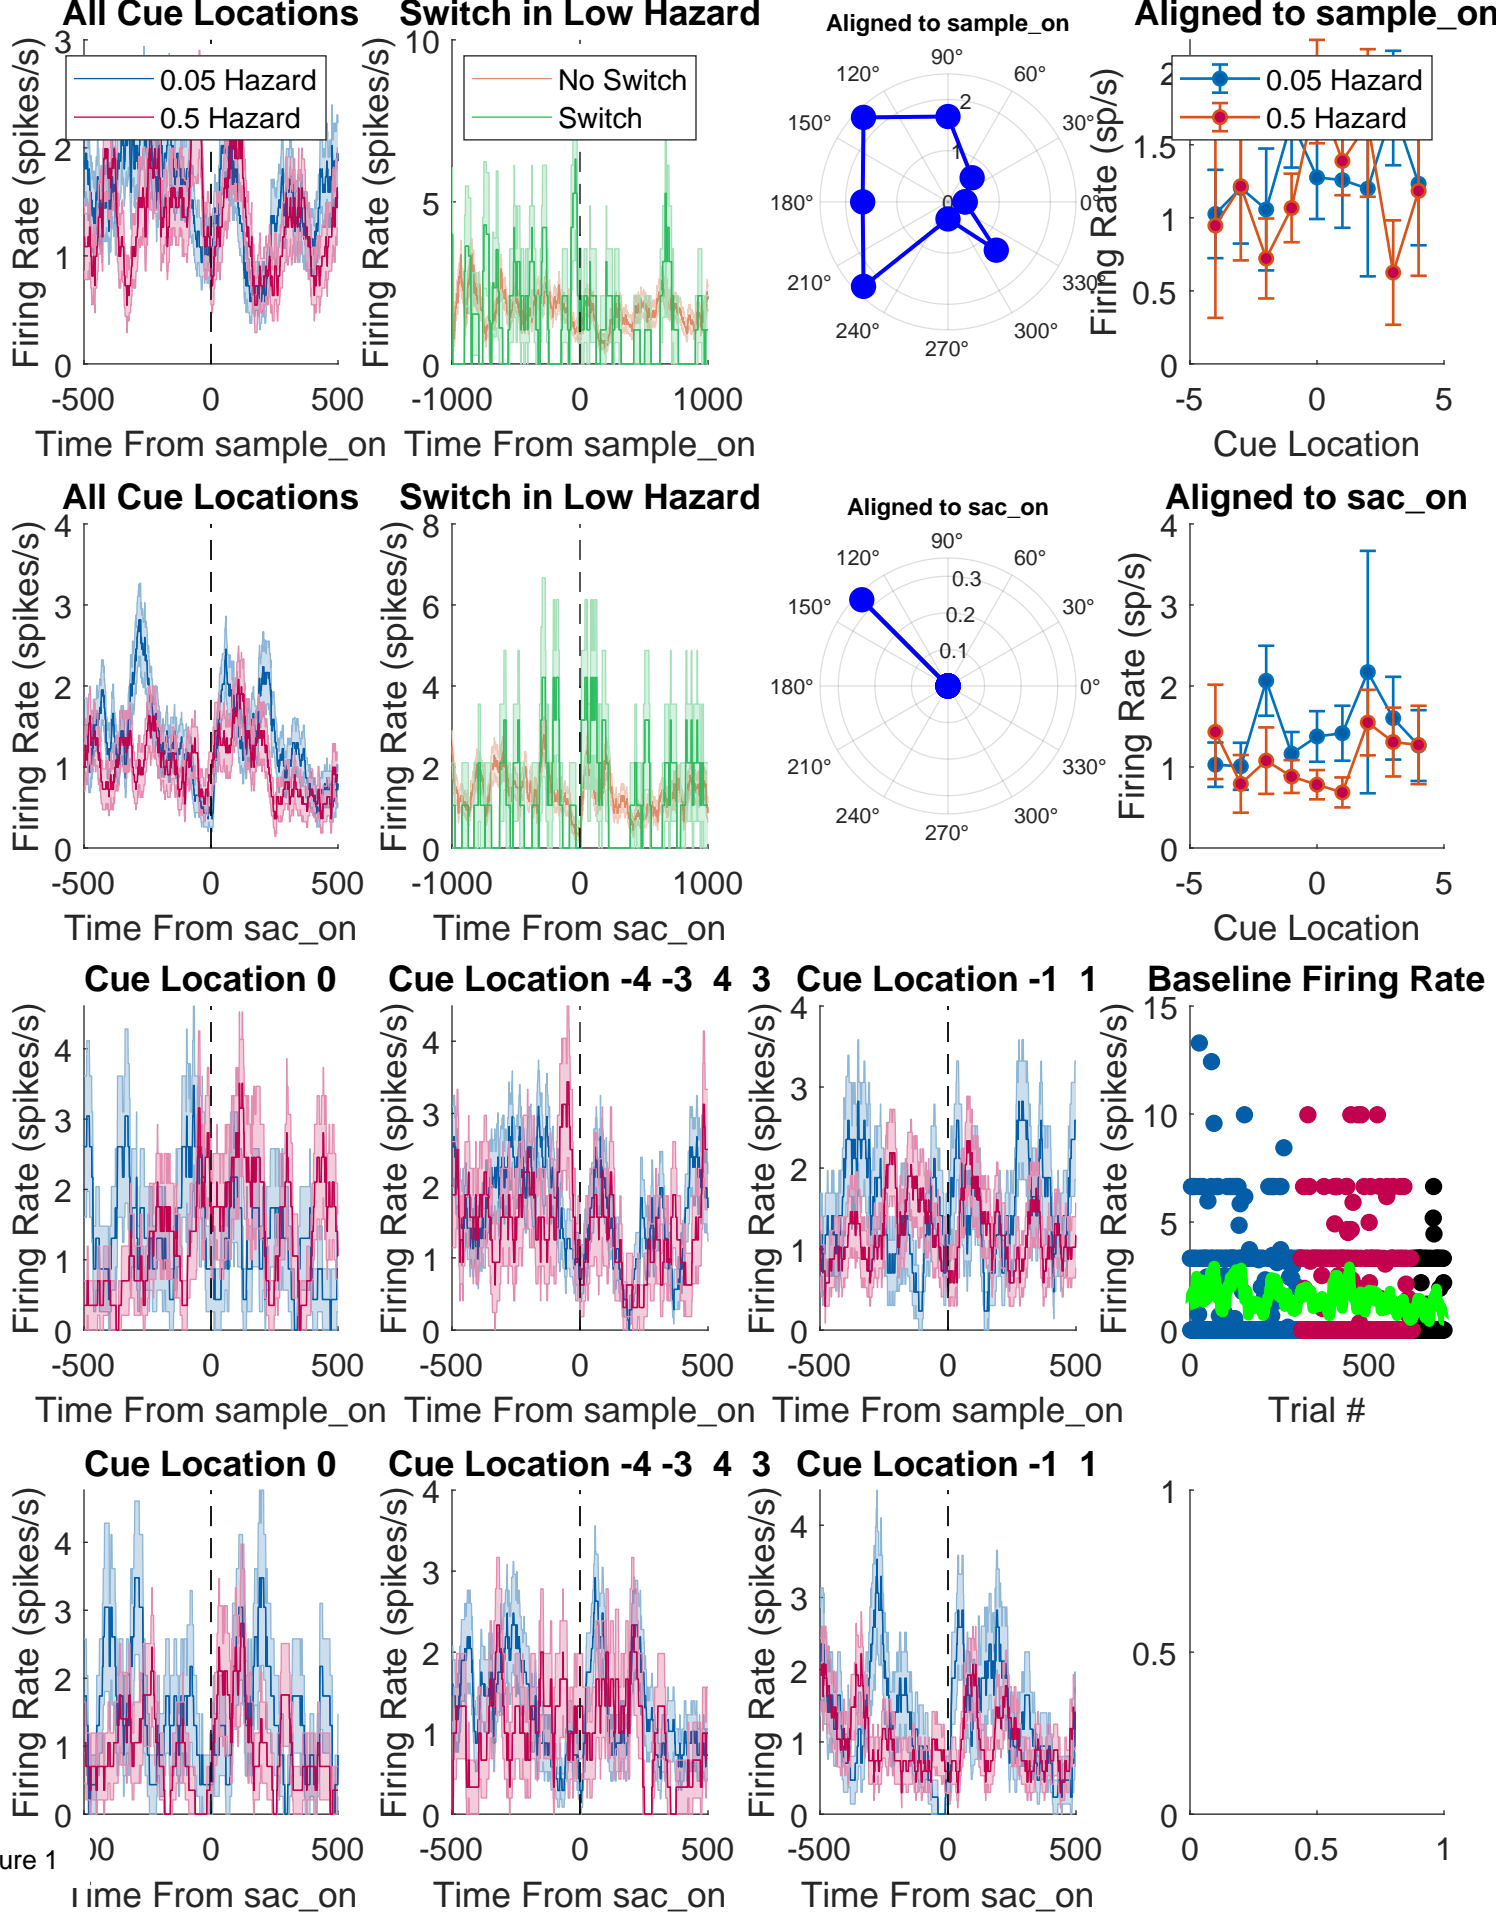 All Cue Locations
Firing Rate (spikes/s)
0.05 Hazard
0.5 Hazard
3
2
1
0
-500 0 500
Time From sample_on
Switch in Low Hazard
Firing Rate (spikes/s)
No Switch
Switch
10
5
0
-1000 0 1000
Time From sample_on
Aligned to sample_on
90°
120° 60°
150° 30°
180° 0°
210° 330°
240° 300°
270°
2
1
0
Aligned to sample_on
Firing Rate (sp/s)
0.05 Hazard
0.5 Hazard
2
1.5
1
0.5
0
-5 0 5
Cue Location
All Cue Locations
Firing Rate (spikes/s)
4
3
2
1
0
-500 0 500
Time From sac_on
Switch in Low Hazard
Firing Rate (spikes/s)
8
6
4
2
0
-1000 0 1000
Time From sac_on
Aligned to sac_on
90°
120° 60°
150° 30°
180° 0°
210° 330°
240° 300°
270°
0.3
0.2
0.1
Aligned to sac_on
Firing Rate (sp/s)
4
3
2
1
0
-5 0 5
Cue Location
Cue Location 0
Firing Rate (spikes/s)
4
3
2
1
0
-500 0 500
Time From sample_on
Cue Location -4 -3 4 3
Firing Rate (spikes/s)
4
3
2
1
0
-500 0 500
Time From sample_on
Cue Location -1 1
Firing Rate (spikes/s)
4
3
2
1
0
-500 0 500
Time From sample_on
Baseline Firing Rate
Firing Rate (spikes/s)
15
10
5
0
0 500
Trial #
Cue Location 0
Firing Rate (spikes/s)
4
3
2
1
0
0 500
Time From sac_on
Cue Location -4 -3 4 3
Firing Rate (spikes/s)
4
3
2
1
0
-500 0 500
Time From sac_on
Cue Location -1 1
Firing Rate (spikes/s)
4
3
2
1
0
-500 0 500
Time From sac_on
1
0.5
0
0 0.5 1
ure 1